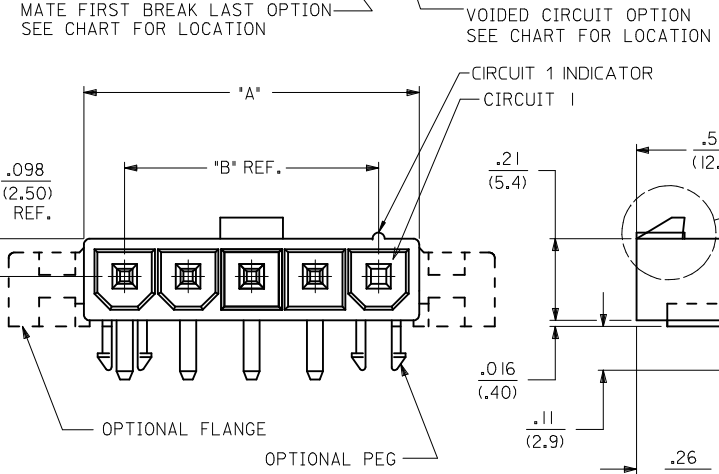 MATE FIRST BREAK LAST OPTION
SEE CHART FOR LOCATION
VOIDED CIRCUIT OPTION
SEE CHART FOR LOCATION
CIRCUIT 1 INDICATOR
CIRCUIT 1
"A"
"B" REF.
.098
(2.50)
REF.
.21
(5.4)
.5
(12.
.016
(.40)
.11
(2.9)
.26
OPTIONAL FLANGE
OPTIONAL PEG